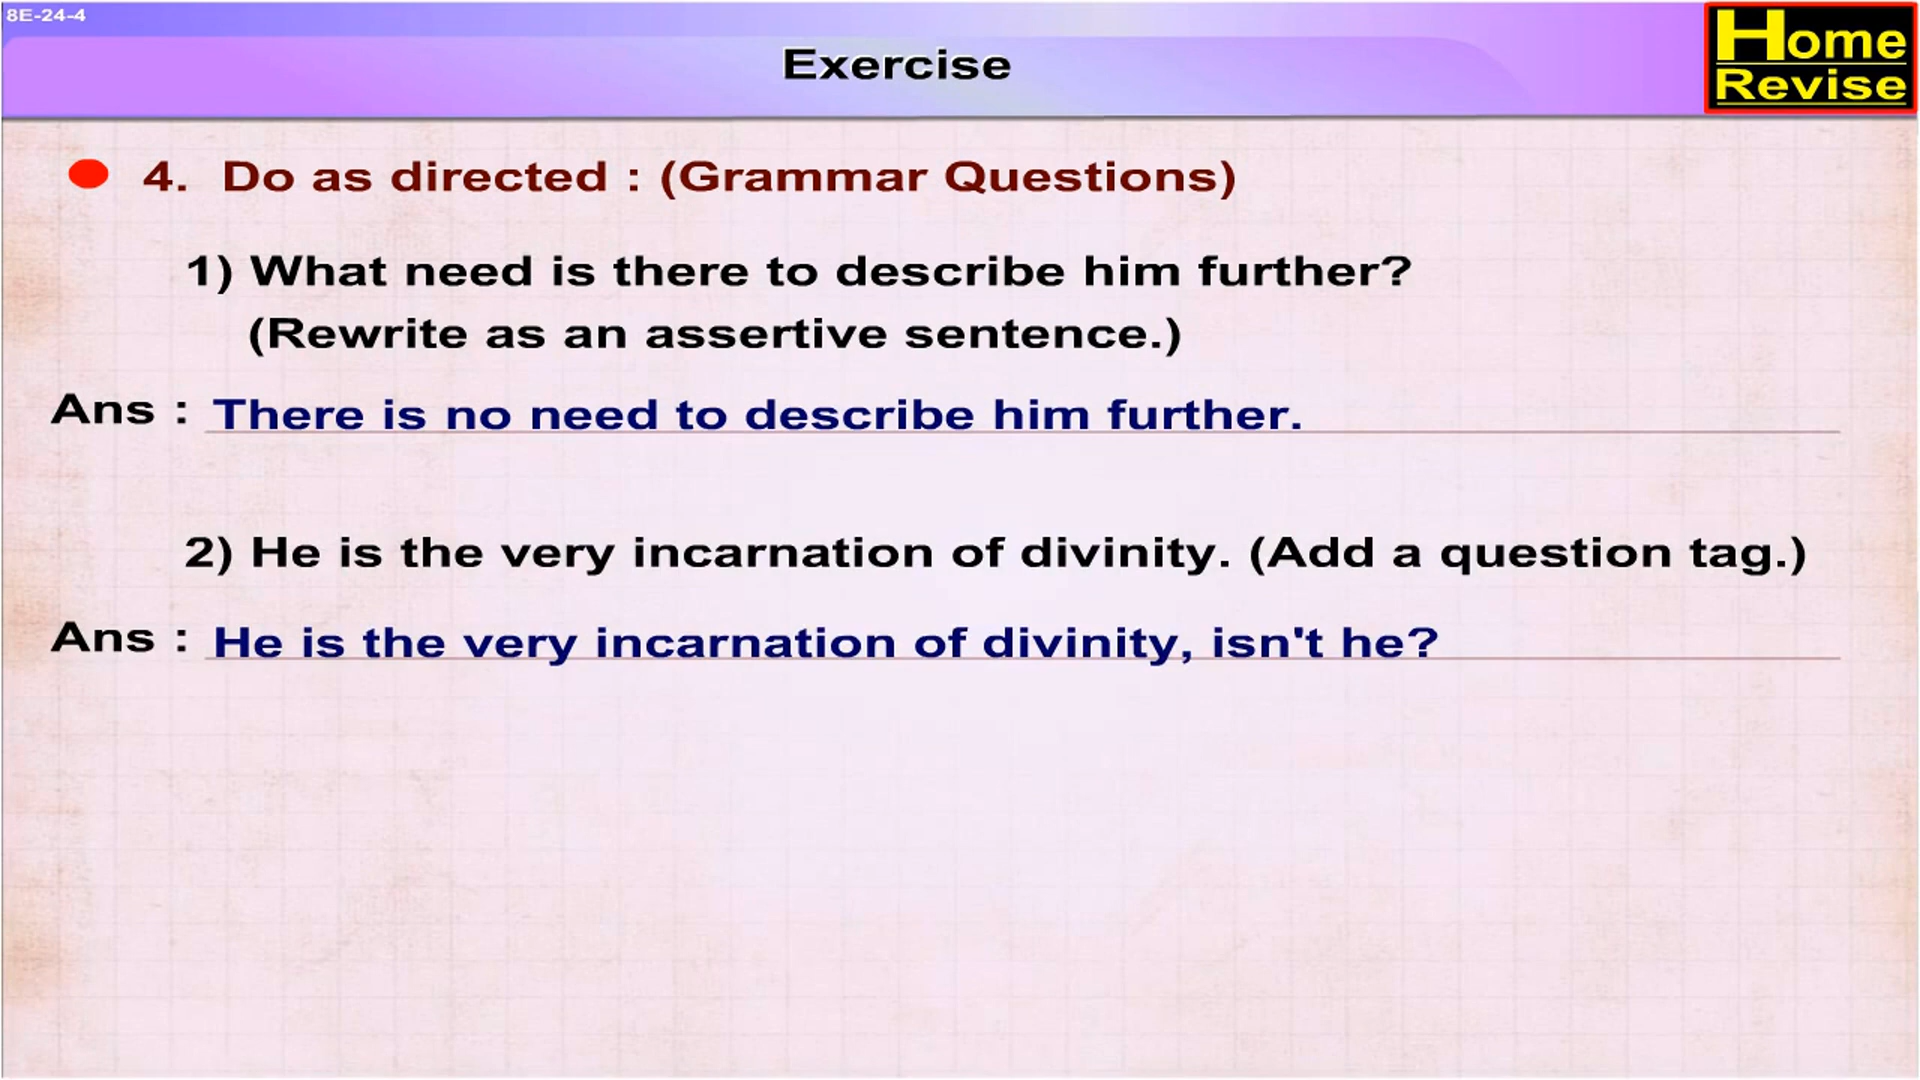 8E-24-4
Exercise
Home
Revise
4. Do as directed : (Grammar Questions)
1) What need is there to describe him further?
(Rewrite as an assertive sentence.)
Ans : There is no need to describe him further.
2) He is the very incarnation of divinity. (Add a question tag.)
Ans : He is the very incarnation of divinity, isn't he?